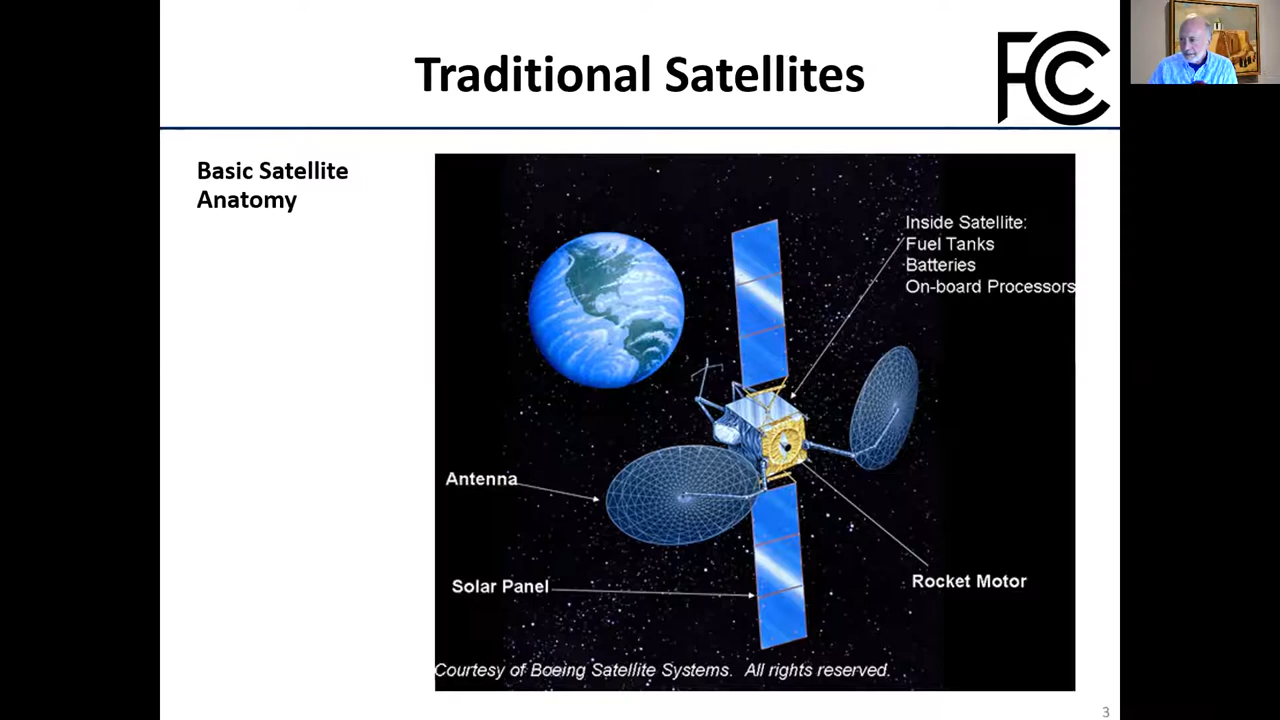 Traditional Satellites
FCC
Basic Satellite
Anatomy
Inside Satellite:
Fuel Tanks
Batteries
On-board Processors
Antenna
Solar Panel
Rocket Motor
Courtesy of Boeing Satellite Systems. All rights reserved.
3